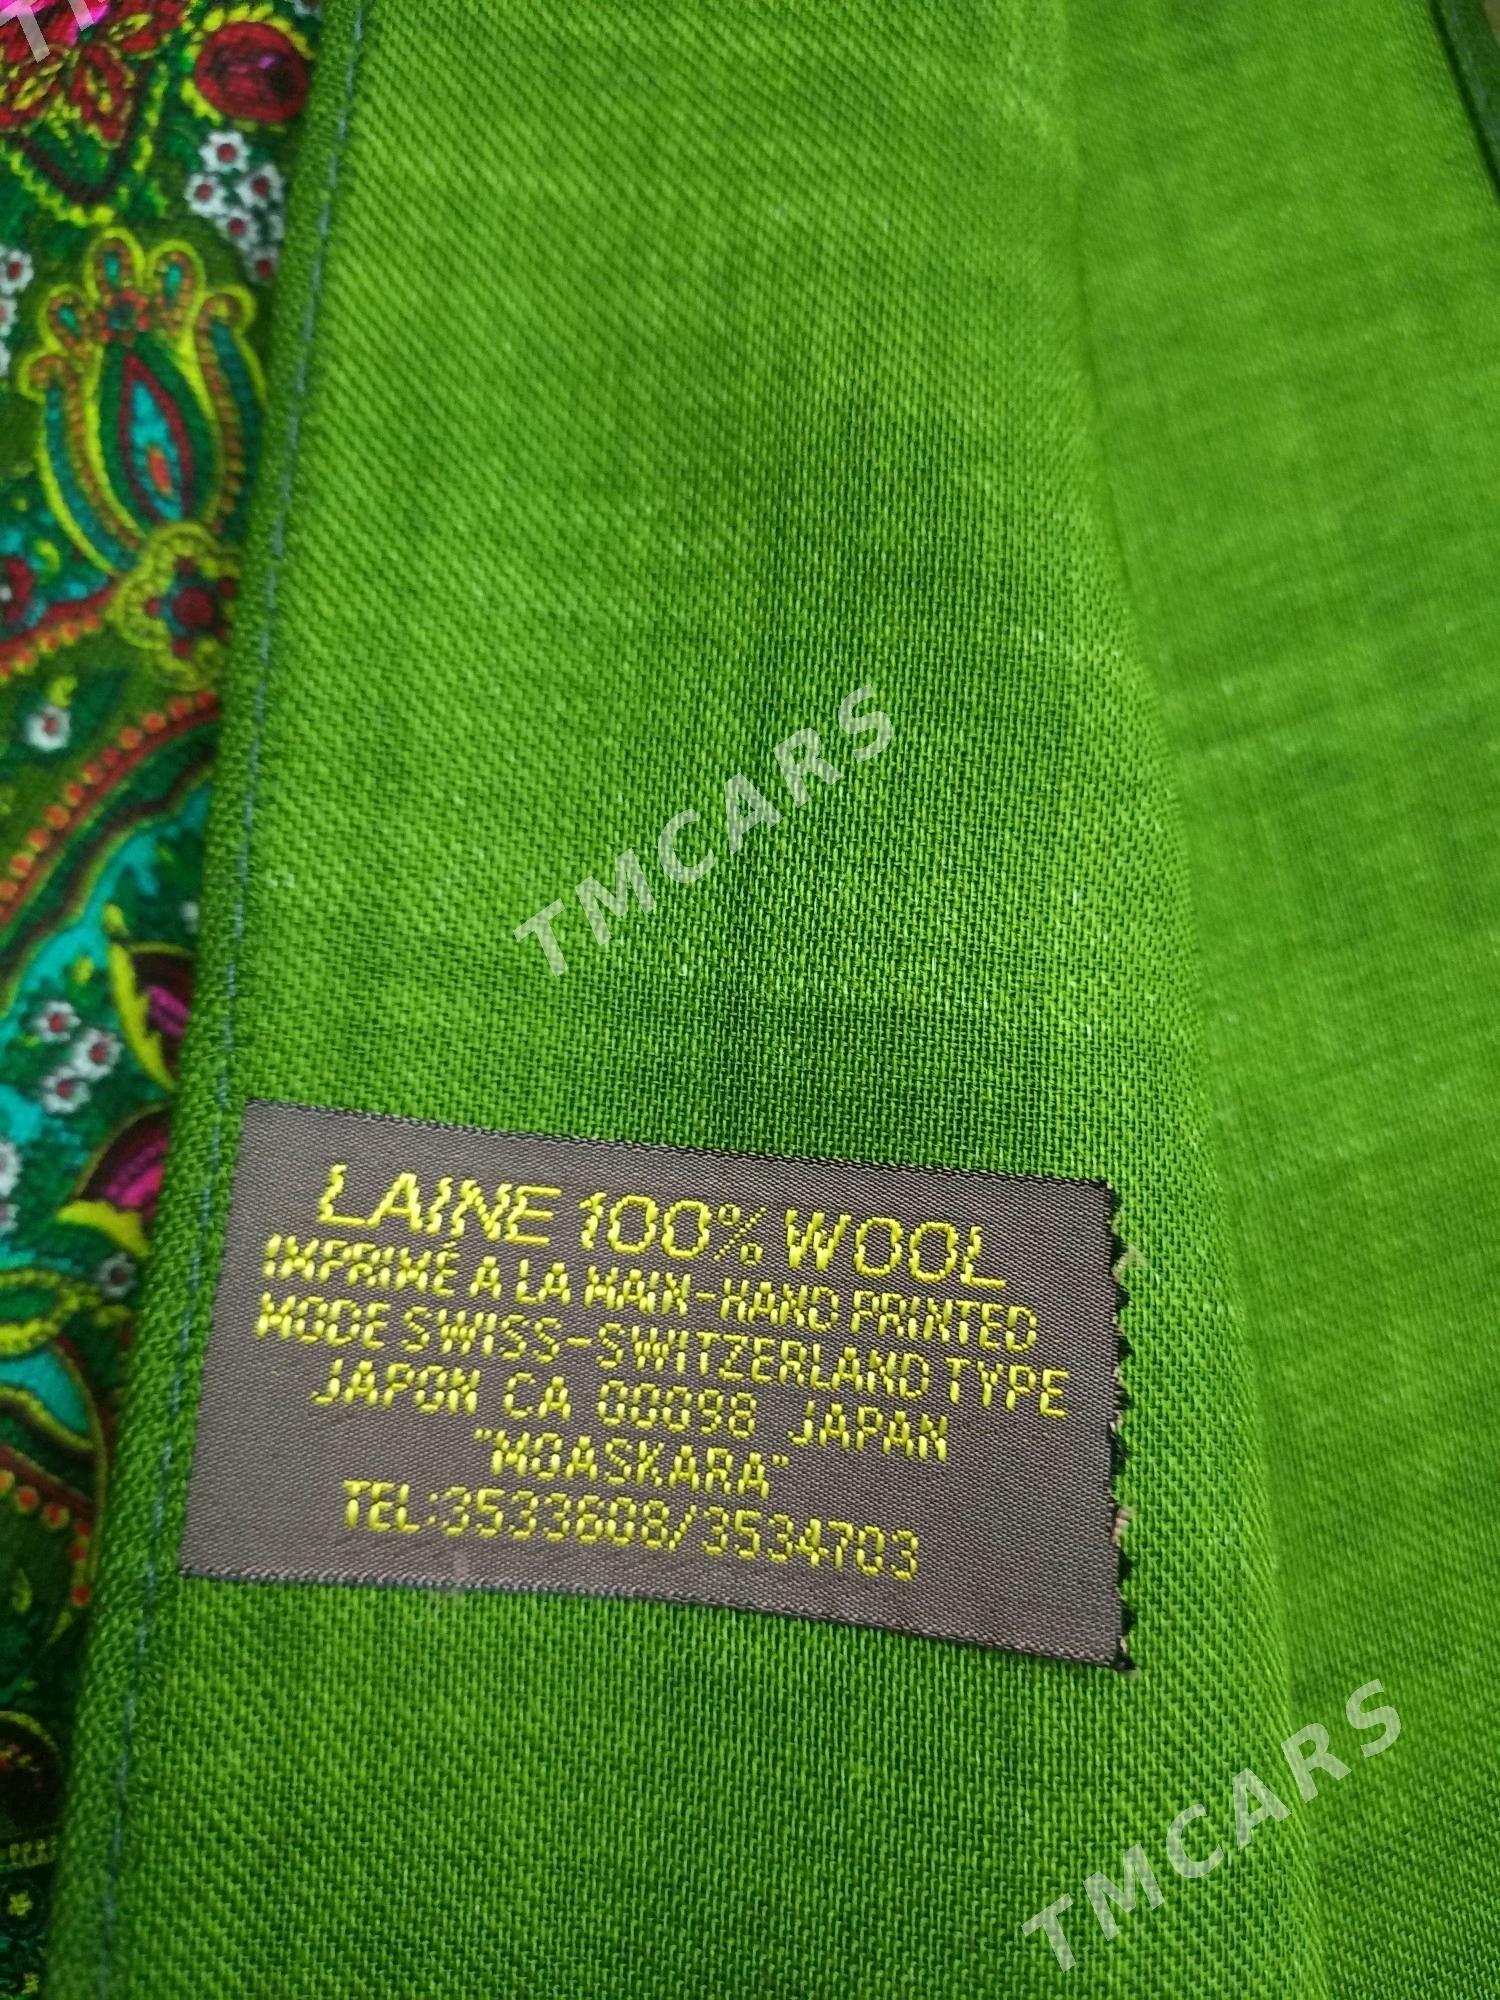 TMCARS
LAINE 100% WOOL
IMPRIMÉ A LA MAIN-HAND PRINTED
MODE SWISS-SWITZERLAND TYPE
JAPON CA 00098 JAPAN
"MOASKARA"
TEL:3533608/3534703
TMCARS